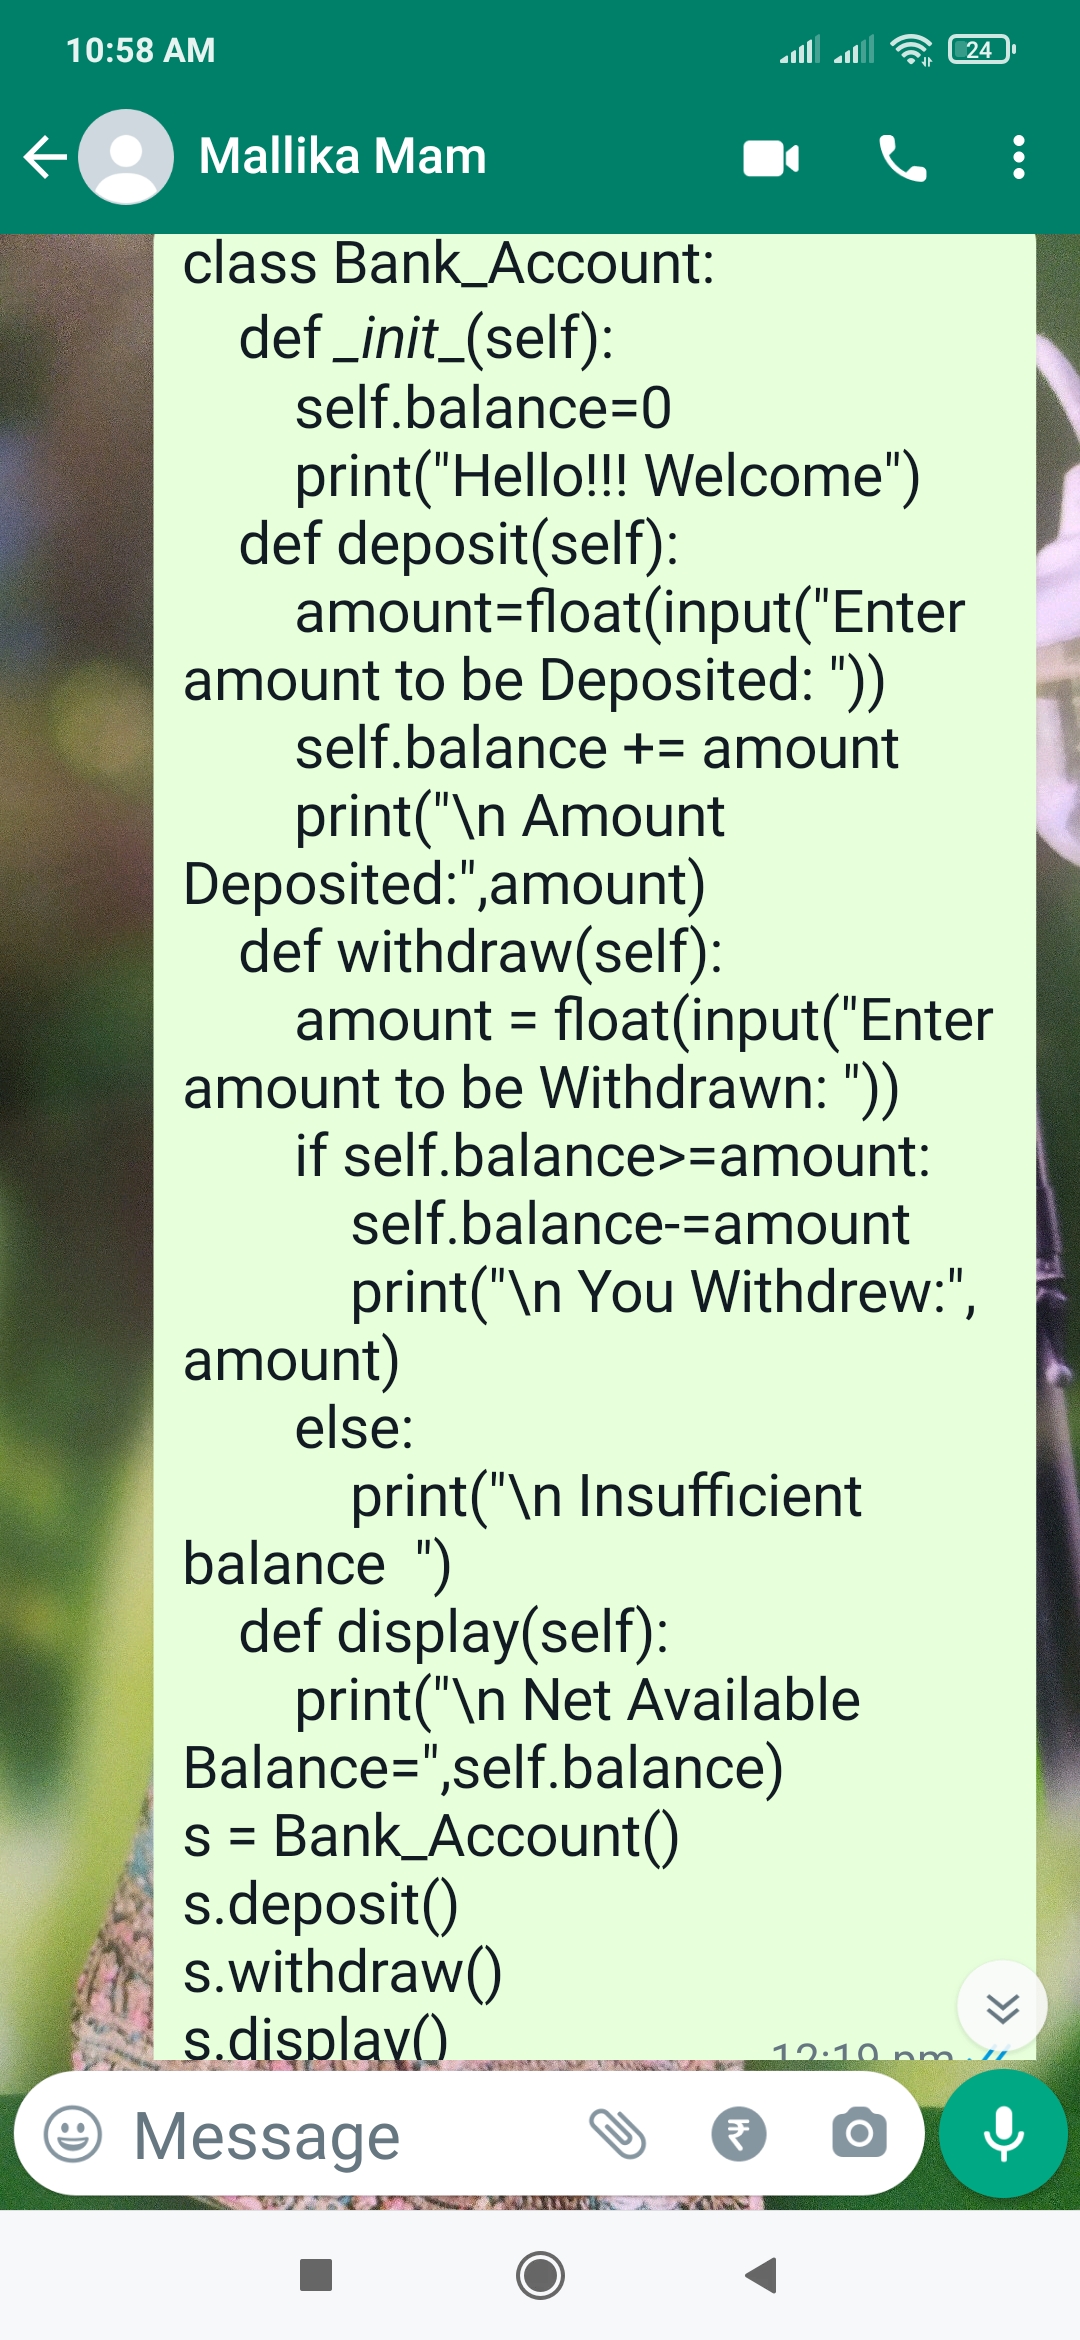 10:58 AM
24
Mallika Mam
class Bank_Account:
def _init_(self):
self.balance=0
print("Hello!!! Welcome")
def deposit(self):
amount=float(input("Enter
amount to be Deposited: "))
self.balance += amount
print("\n Amount
Deposited:",amount)
def withdraw(self):
amount = float(input("Enter
amount to be Withdrawn: "))
if self.balance>=amount:
self.balance-=amount
print("\n You Withdrew:",
amount)
else:
print("\n Insufficient
balance  ")
def display(self):
print("\n Net Available
Balance=",self.balance)
s = Bank_Account()
s.deposit()
s.withdraw()
s.display()
12:19 pm
Message
₹